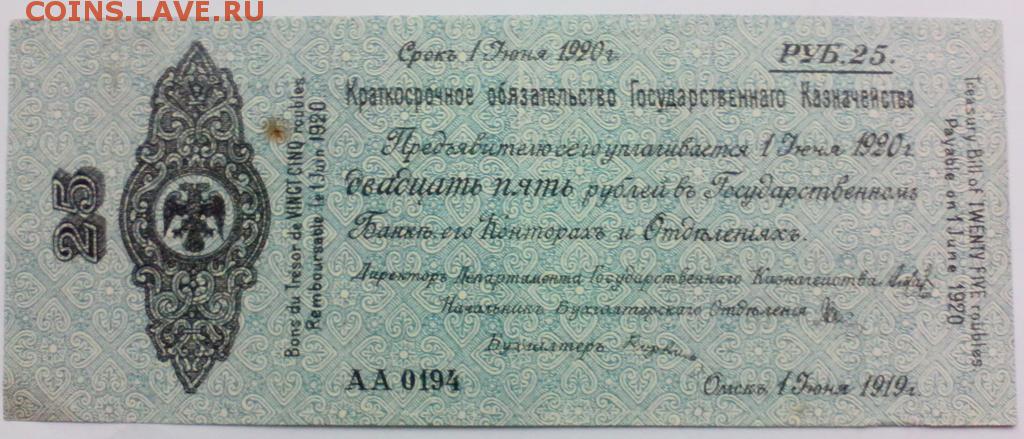 COINS.LAVE.RU
Срокъ 1 Июня 1920 г.
РУБ. 25.
Краткосрочное обязательство Государственнаго Казначейства
Предъявителю сего уплачивается 1 Июня 1920 г.
двадцать пять рублей въ Государственномъ
Банкѣ, его Конторахъ и Отдѣленіяхъ.
Директоръ Департамента Государственнаго Казначейства
Начальникъ Бухгалтерскаго Отдѣленія
Бухгалтеръ
АА 0194
Омскъ, 1 Июня 1919 г.
25
Bons du Trésor de VINGT CINQ roubles
Remboursable le 1 Juin 1920
Treasury Bill of TWENTY FIVE roubles
Payable on 1 June 1920